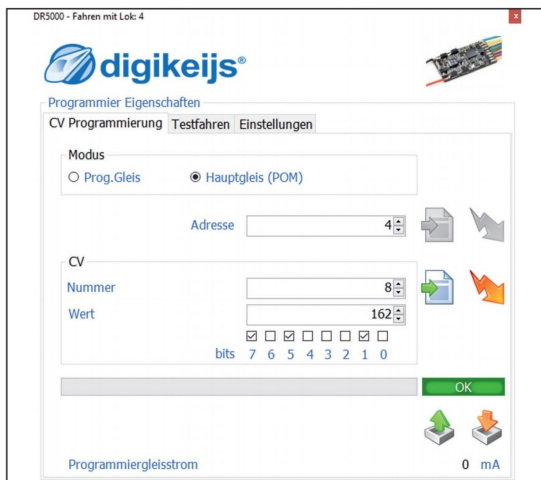 DR5000 - Fahren mit Lok: 4
x
digikeijs®
Programmier Eigenschaften
CV Programmierung Testfahren Einstellungen
Modus
Prog.Gleis Hauptgleis (POM)
Adresse 4
CV
Nummer 8
Wert 162
bits 7 6 5 4 3 2 1 0
OK
Programmiergleisstrom 0 mA